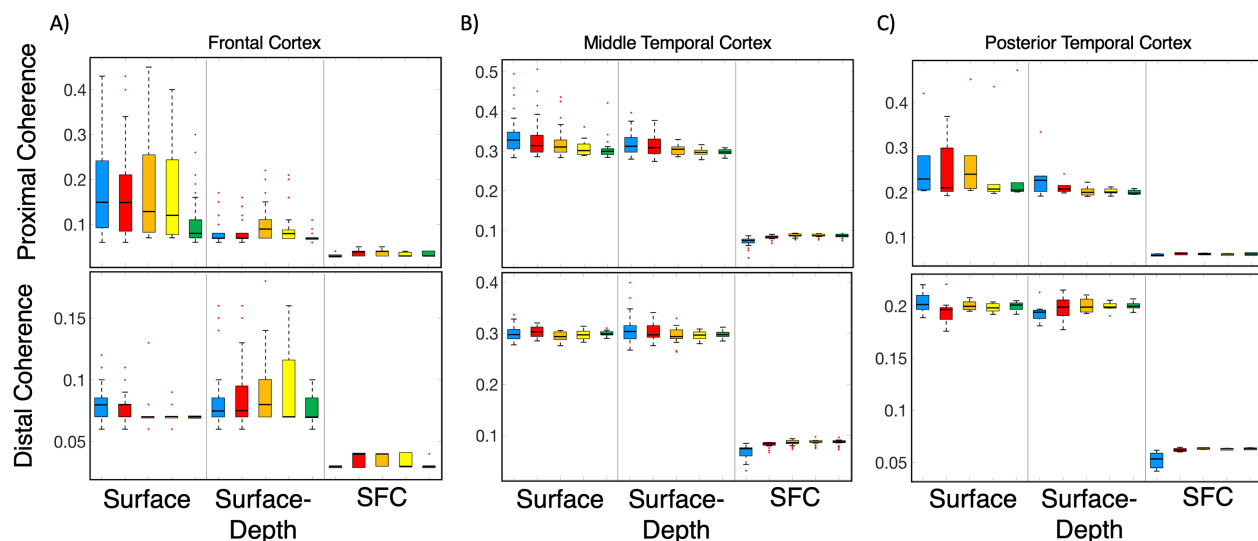 A)
Frontal Cortex
B)
Middle Temporal Cortex
C)
Posterior Temporal Cortex
Proximal Coherence
0.4
0.3
0.2
0.1
0.5
0.4
0.3
0.2
0.1
0.4
0.3
0.2
0.1
Distal Coherence
0.15
0.1
0.05
0.4
0.3
0.2
0.1
0.2
0.15
0.1
0.05
Surface
Surface-
Depth
SFC
Surface
Surface-
Depth
SFC
Surface
Surface-
Depth
SFC